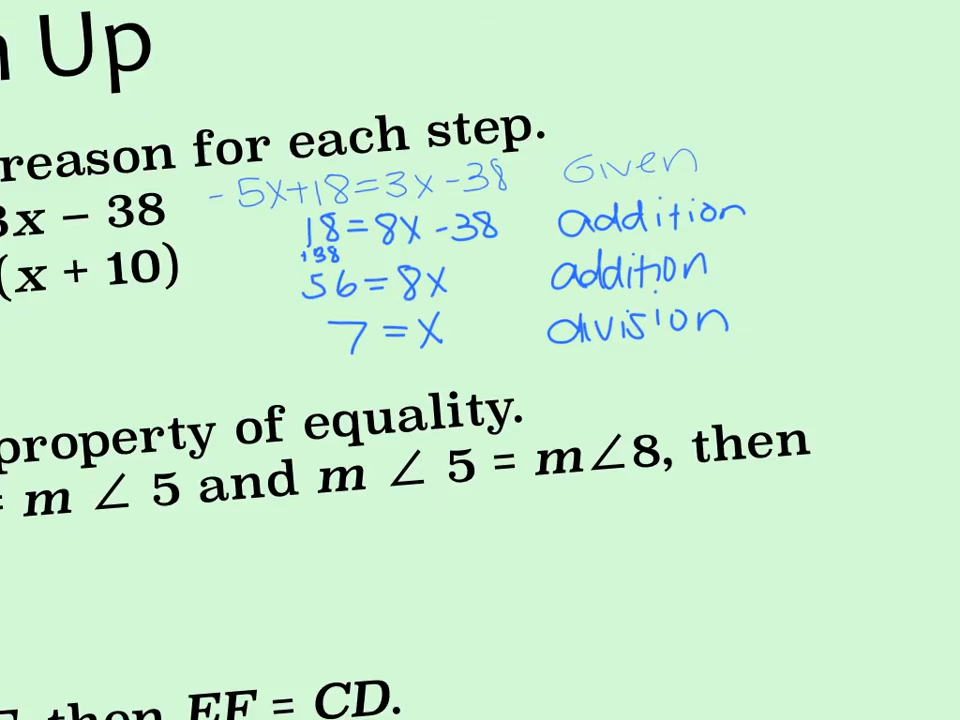 Up
reason for each step.
3x − 38 -5x+18=3x-38 Given
18=8x-38 addition
(x + 10) +38
56=8x addition
7=x division
property of equality.
= m ∠ 5 and m ∠ 5 = m∠8, then
then EF = CD.